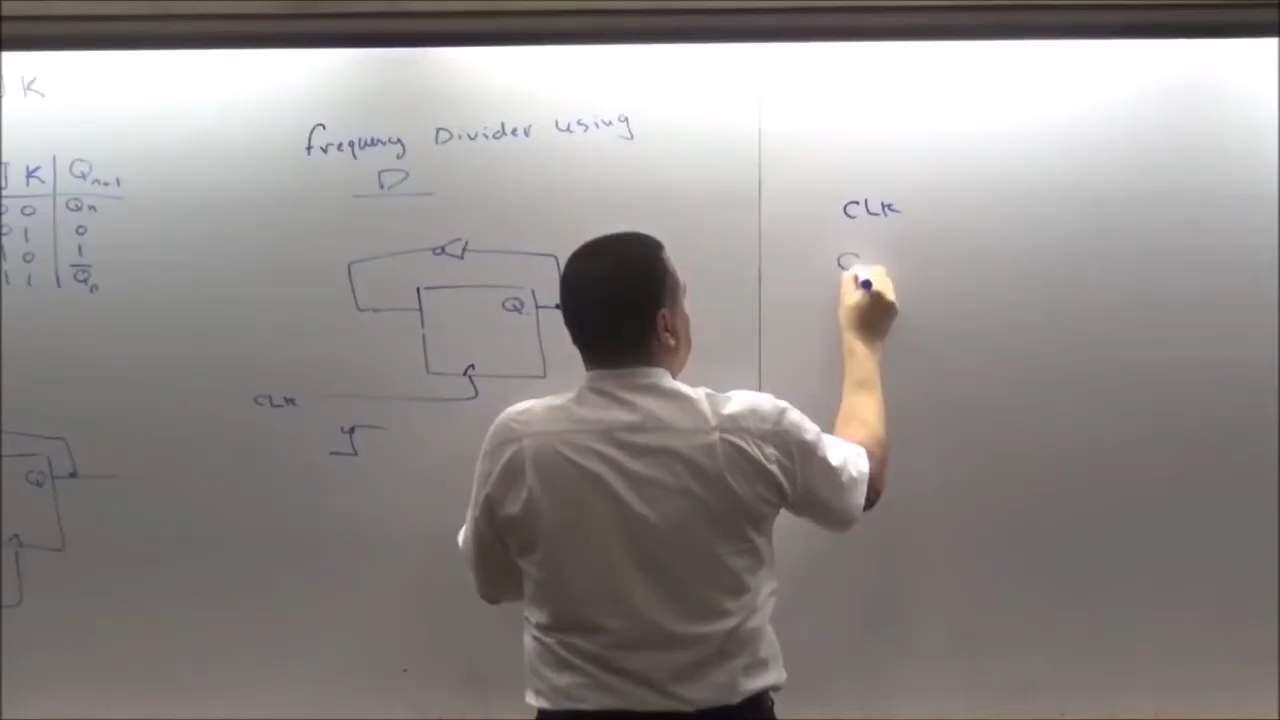 J K
J K Qn+1
0 0 Qn
0 1 0
1 0 1
1 1 Q̅n
frequency Divider using
D
Q
CLK
Q
CLK